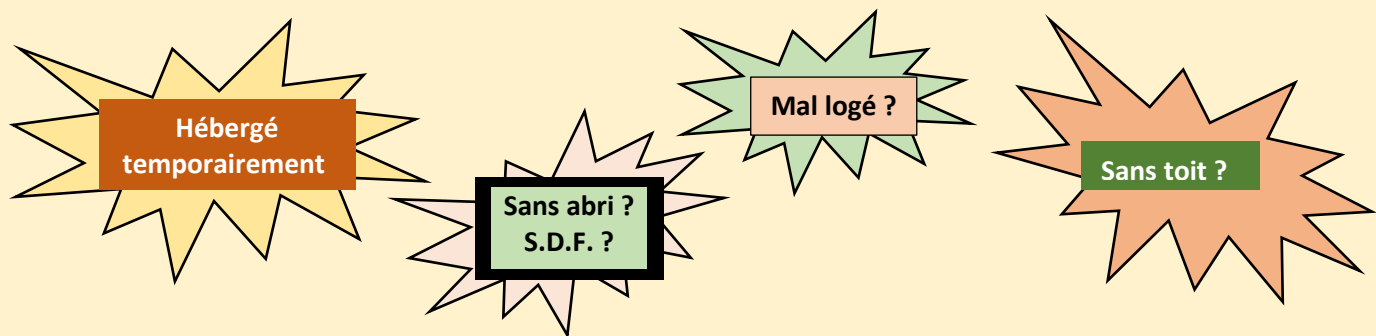 Hébergé
temporairement
Sans abri ?
S.D.F. ?
Mal logé ?
Sans toit ?